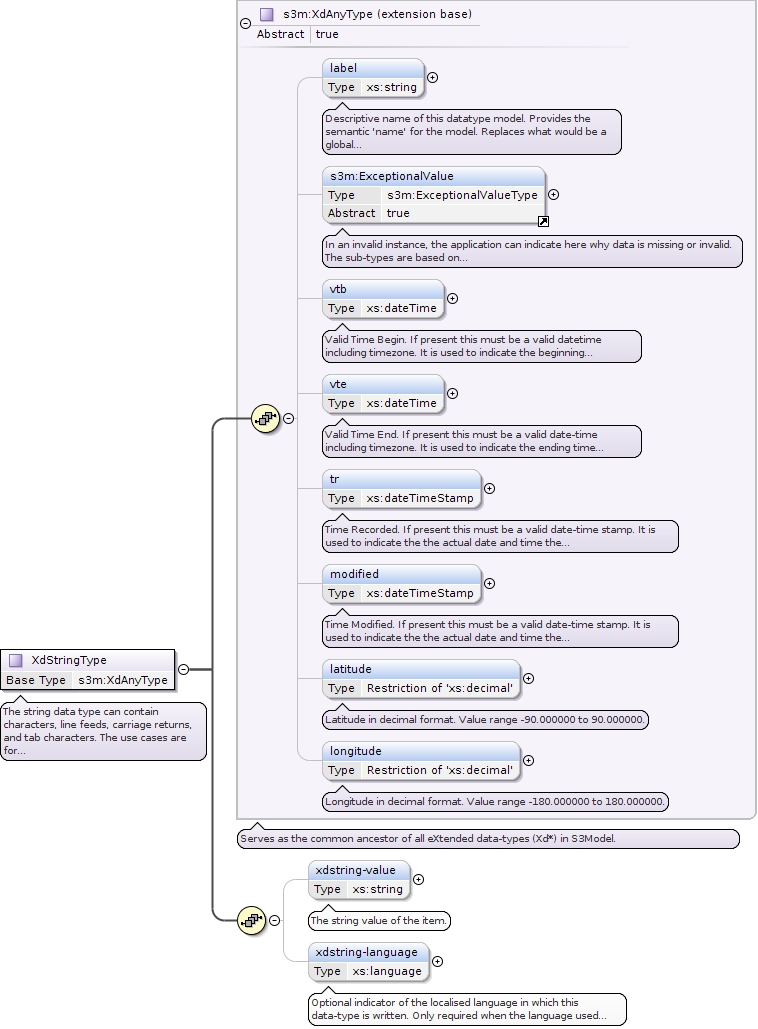 s3m:XdAnyType (extension base)
Abstract true
label
Type xs:string
Descriptive name of this datatype model. Provides the
semantic 'name' for the model. Replaces what would be a
global...
s3m:ExceptionalValue
Type s3m:ExceptionalValueType
Abstract true
In an invalid instance, the application can indicate here why data is missing or invalid.
The sub-types are based on...
vtb
Type xs:dateTime
Valid Time Begin. If present this must be a valid datetime
including timezone. It is used to indicate the beginning...
vte
Type xs:dateTime
Valid Time End. If present this must be a valid date-time
including timezone. It is used to indicate the ending time...
tr
Type xs:dateTimeStamp
Time Recorded. If present this must be a valid date-time stamp. It is
used to indicate the the actual date and time the...
modified
Type xs:dateTimeStamp
Time Modified. If present this must be a valid date-time stamp. It is
used to indicate the the actual date and time the...
XdStringType
Base Type s3m:XdAnyType
The string data type can contain
characters, line feeds, carriage returns,
and tab characters. The use cases are
for...
latitude
Type Restriction of 'xs:decimal'
Latitude in decimal format. Value range -90.000000 to 90.000000.
longitude
Type Restriction of 'xs:decimal'
Longitude in decimal format. Value range -180.000000 to 180.000000.
Serves as the common ancestor of all eXtended data-types (Xd*) in S3Model.
xdstring-value
Type xs:string
The string value of the item.
xdstring-language
Type xs:language
Optional indicator of the localised language in which this
data-type is written. Only required when the language used...